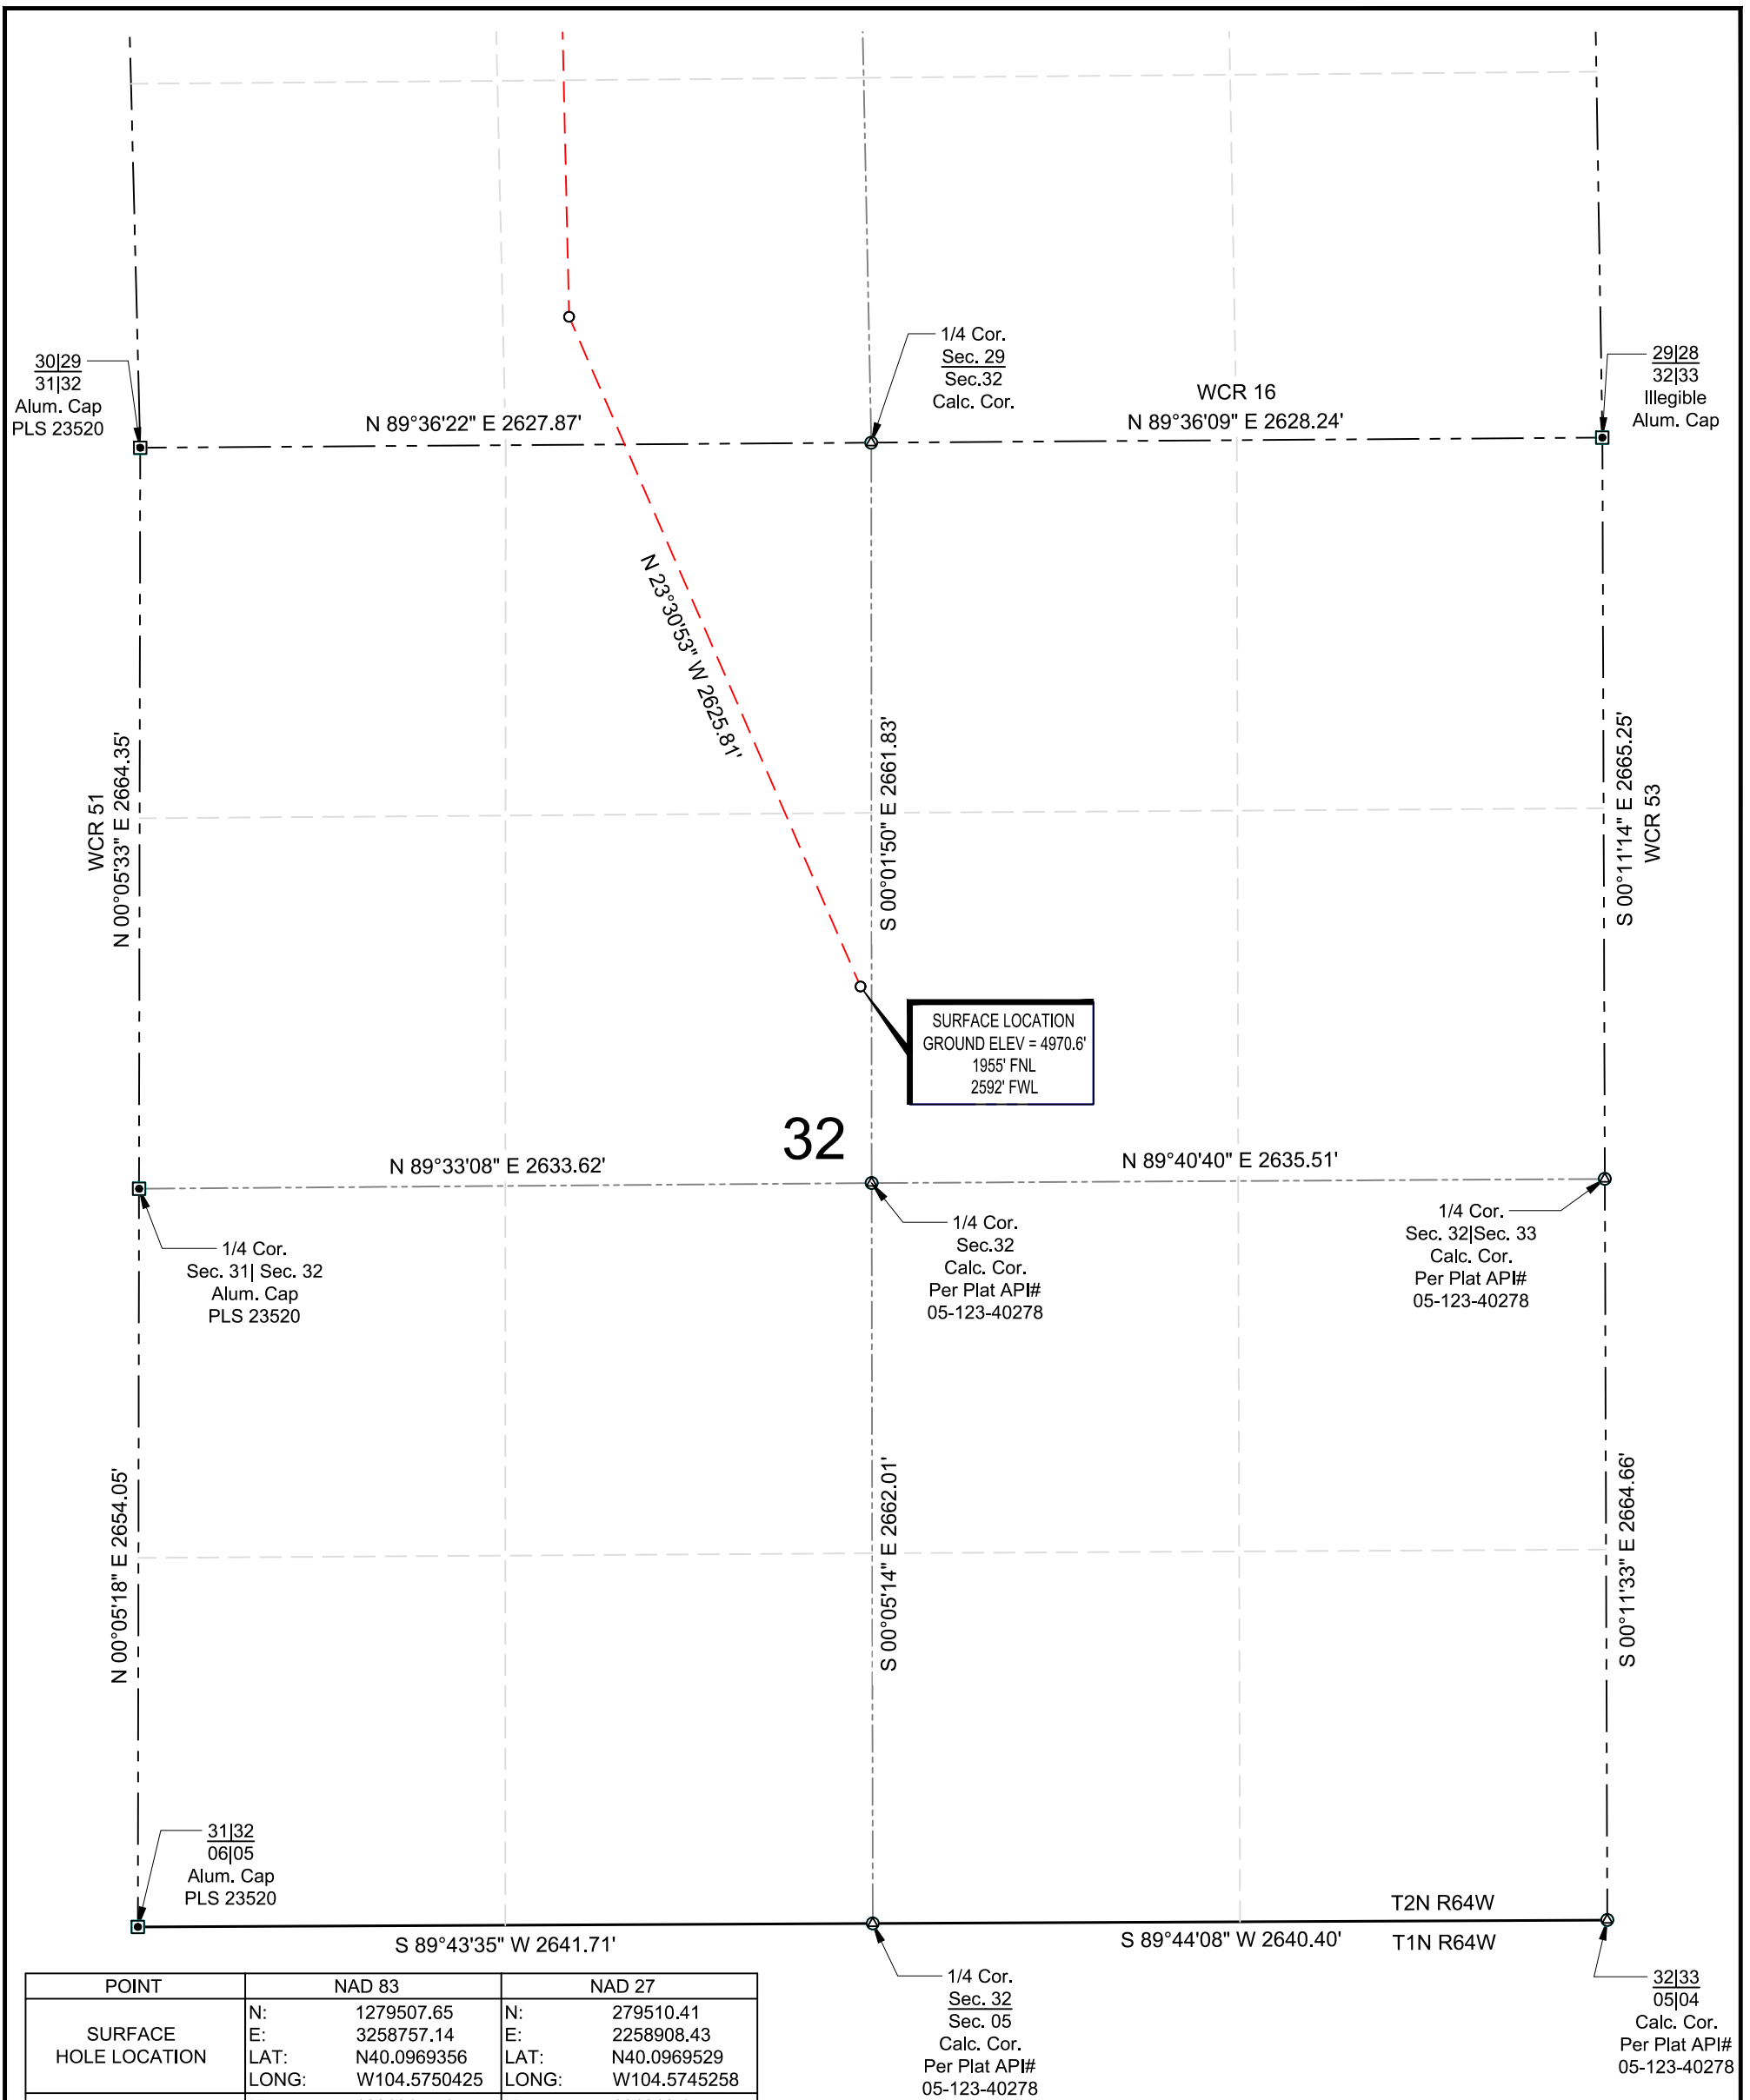 30|29
31|32
Alum. Cap
PLS 23520
N 89°36'22" E 2627.87'
1/4 Cor.
Sec. 29
Sec.32
Calc. Cor.
WCR 16
N 89°36'09" E 2628.24'
29|28
32|33
Illegible
Alum. Cap
N 23°30'53" W 2625.81'
WCR 51
N 00°05'33" E 2664.35'
S 00°01'50" E 2661.83'
S 00°11'14" E 2665.25'
WCR 53
SURFACE LOCATION
GROUND ELEV = 4970.6'
1955' FNL
2592' FWL
32
N 89°33'08" E 2633.62'
N 89°40'40" E 2635.51'
1/4 Cor.
Sec. 31| Sec. 32
Alum. Cap
PLS 23520
1/4 Cor.
Sec.32
Calc. Cor.
Per Plat API#
05-123-40278
1/4 Cor.
Sec. 32|Sec. 33
Calc. Cor.
Per Plat API#
05-123-40278
N 00°05'18" E 2654.05'
S 00°05'14" E 2662.01'
S 00°11'33" E 2664.66'
31|32
06|05
Alum. Cap
PLS 23520
T2N R64W
S 89°43'35" W 2641.71'
S 89°44'08" W 2640.40'
T1N R64W
1/4 Cor.
Sec. 32
Sec. 05
Calc. Cor.
Per Plat API#
05-123-40278
32|33
05|04
Calc. Cor.
Per Plat API#
05-123-40278
POINT NAD 83 NAD 27
SURFACE
HOLE LOCATION
N: 1279507.65 N: 279510.41
E: 3258757.14 E: 2258908.43
LAT: N40.0969356 LAT: N40.0969529
LONG: W104.5750425 LONG: W104.5745258